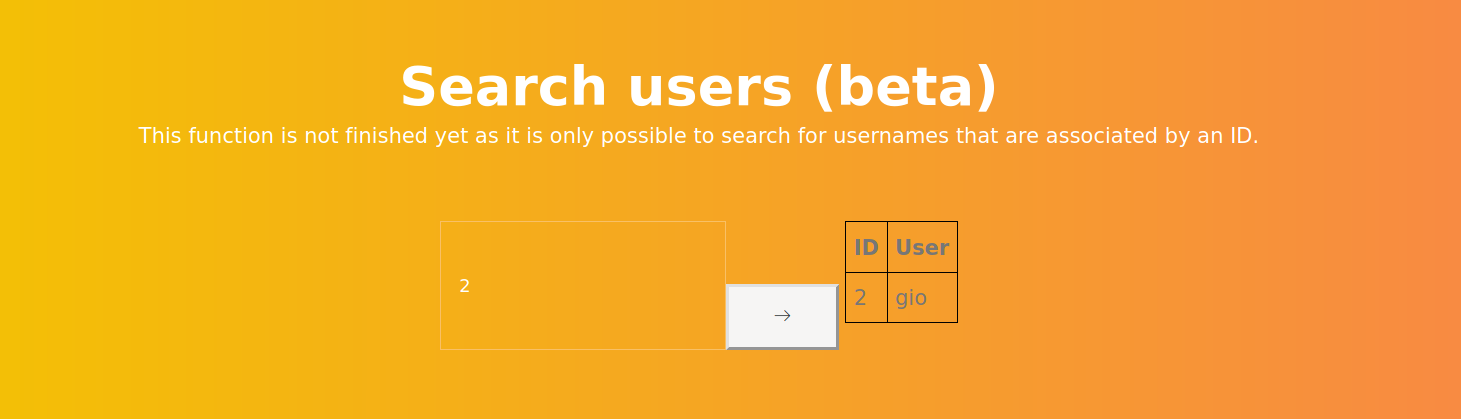 Search users (beta)
This function is not finished yet as it is only possible to search for usernames that are associated by an ID.
2
→
ID User
2 gio